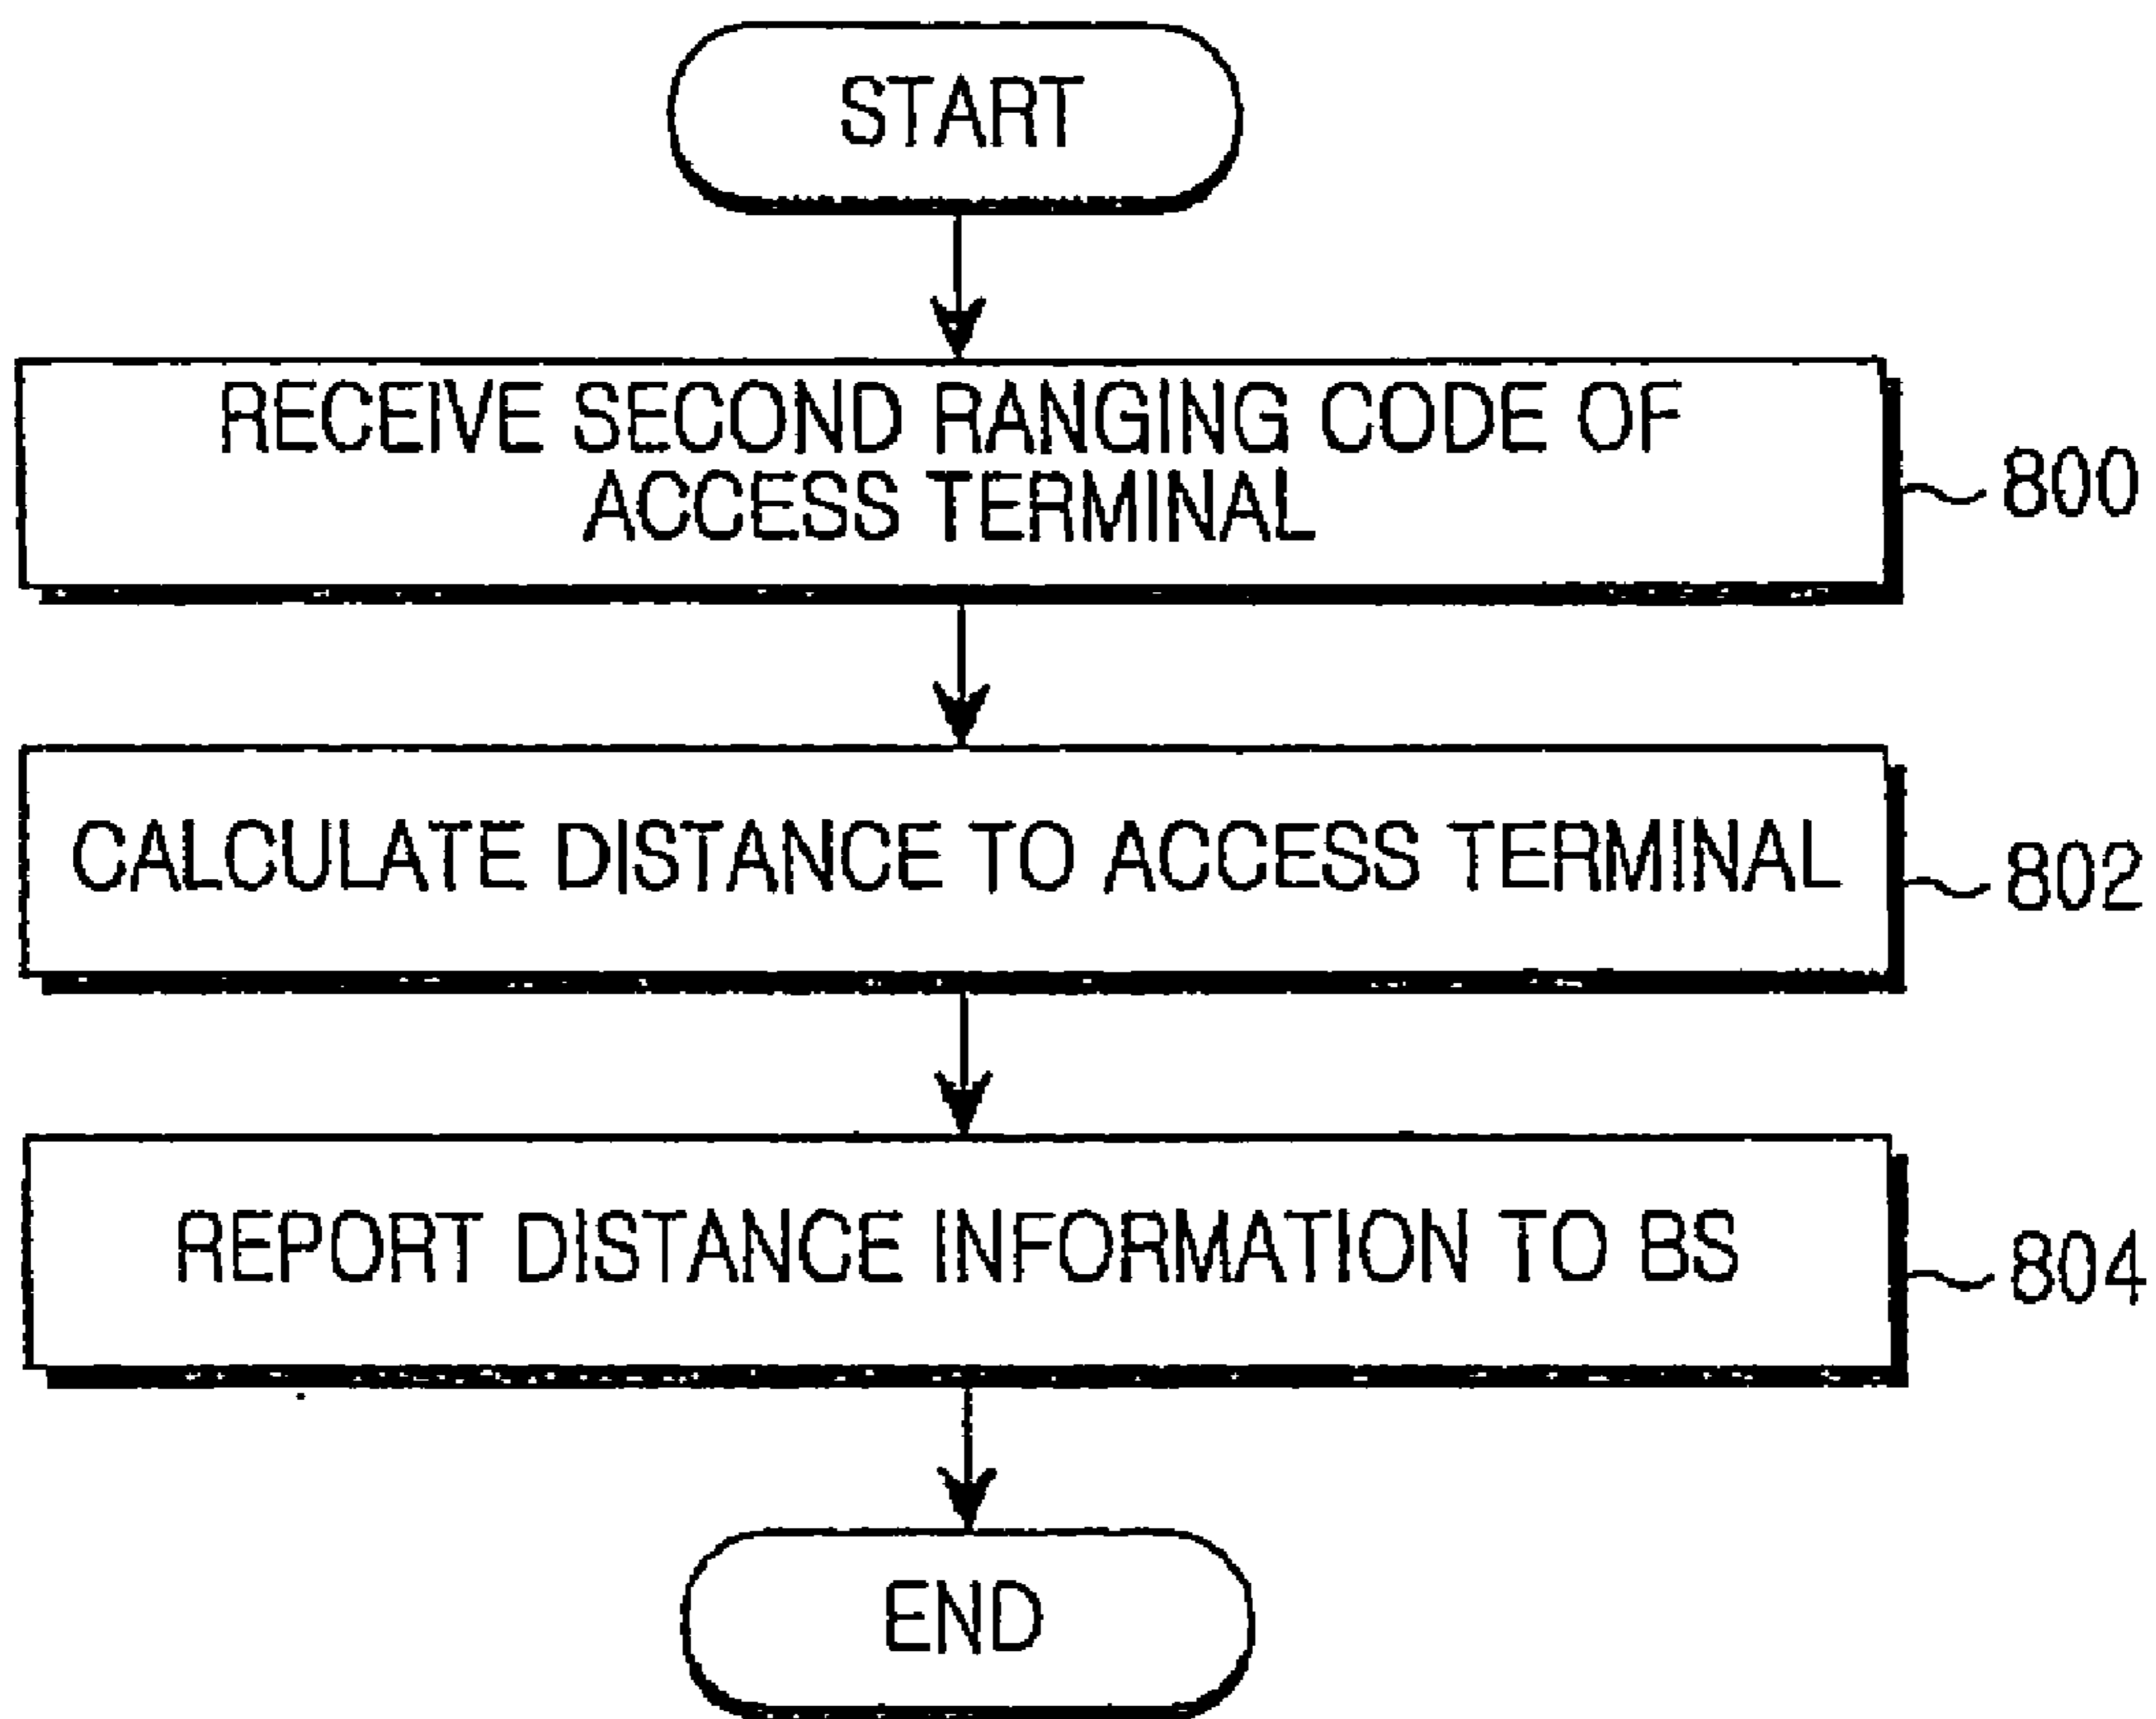 START
RECEIVE SECOND RANGING CODE OF
ACCESS TERMINAL
800
CALCULATE DISTANCE TO ACCESS TERMINAL
802
REPORT DISTANCE INFORMATION TO BS
804
END